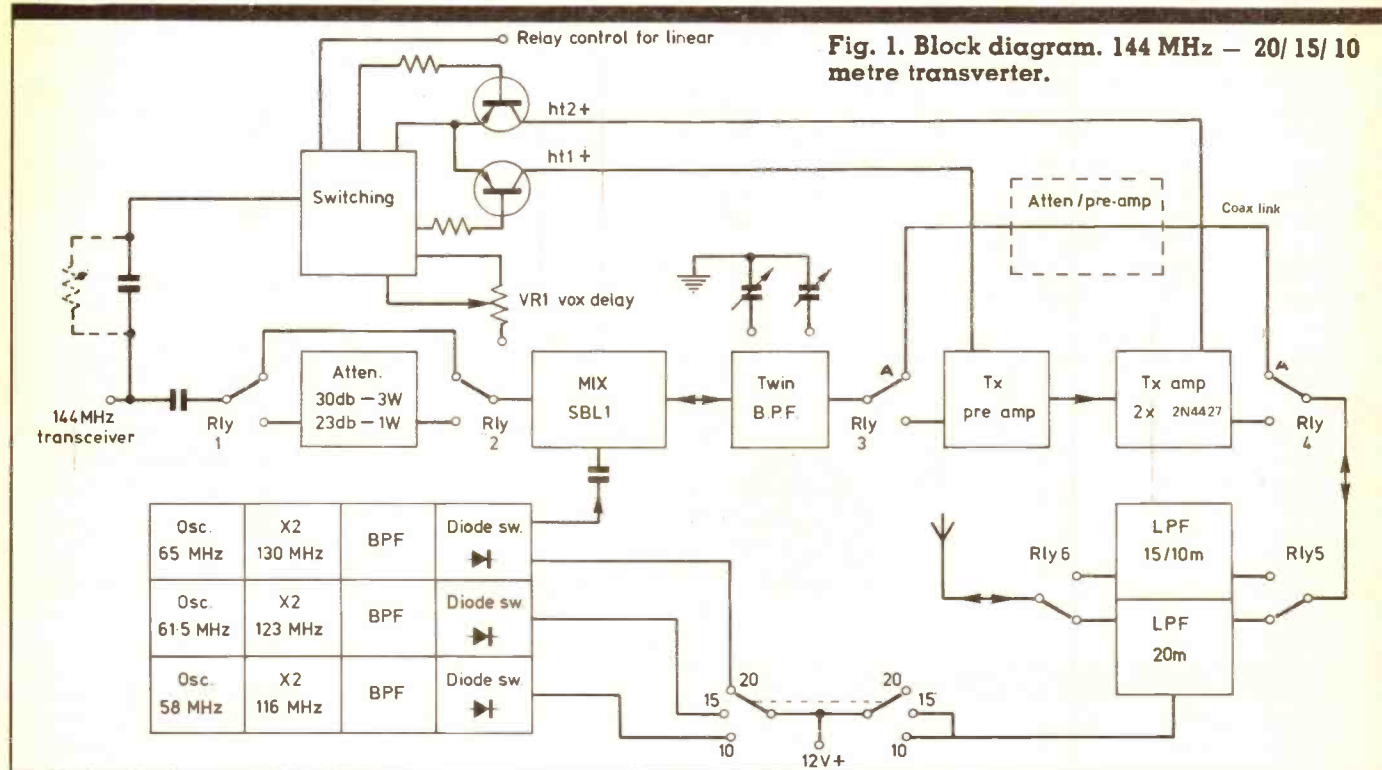 Fig. 1. Block diagram. 144 MHz – 20/15/10
metre transverter.
Relay control for linear
ht2+
ht1+
Switching
VR1 vox delay
Atten/pre-amp
Coax link
144MHz
transceiver
Rly
1
Atten.
30db – 3W
23db – 1W
Rly
2
MIX
SBL1
Twin
B.P.F.
A
Rly
3
Tx
pre amp
Tx amp
2x 2N4427
A
Rly
4
Osc.
65 MHz
X2
130 MHz
BPF
Diode sw.
Osc.
61·5 MHz
X2
123 MHz
BPF
Diode sw.
Osc.
58 MHz
X2
116 MHz
BPF
Diode sw.
20
15
10
12V+
20
15
10
Rly 6
LPF
15/10m
LPF
20m
Rly5